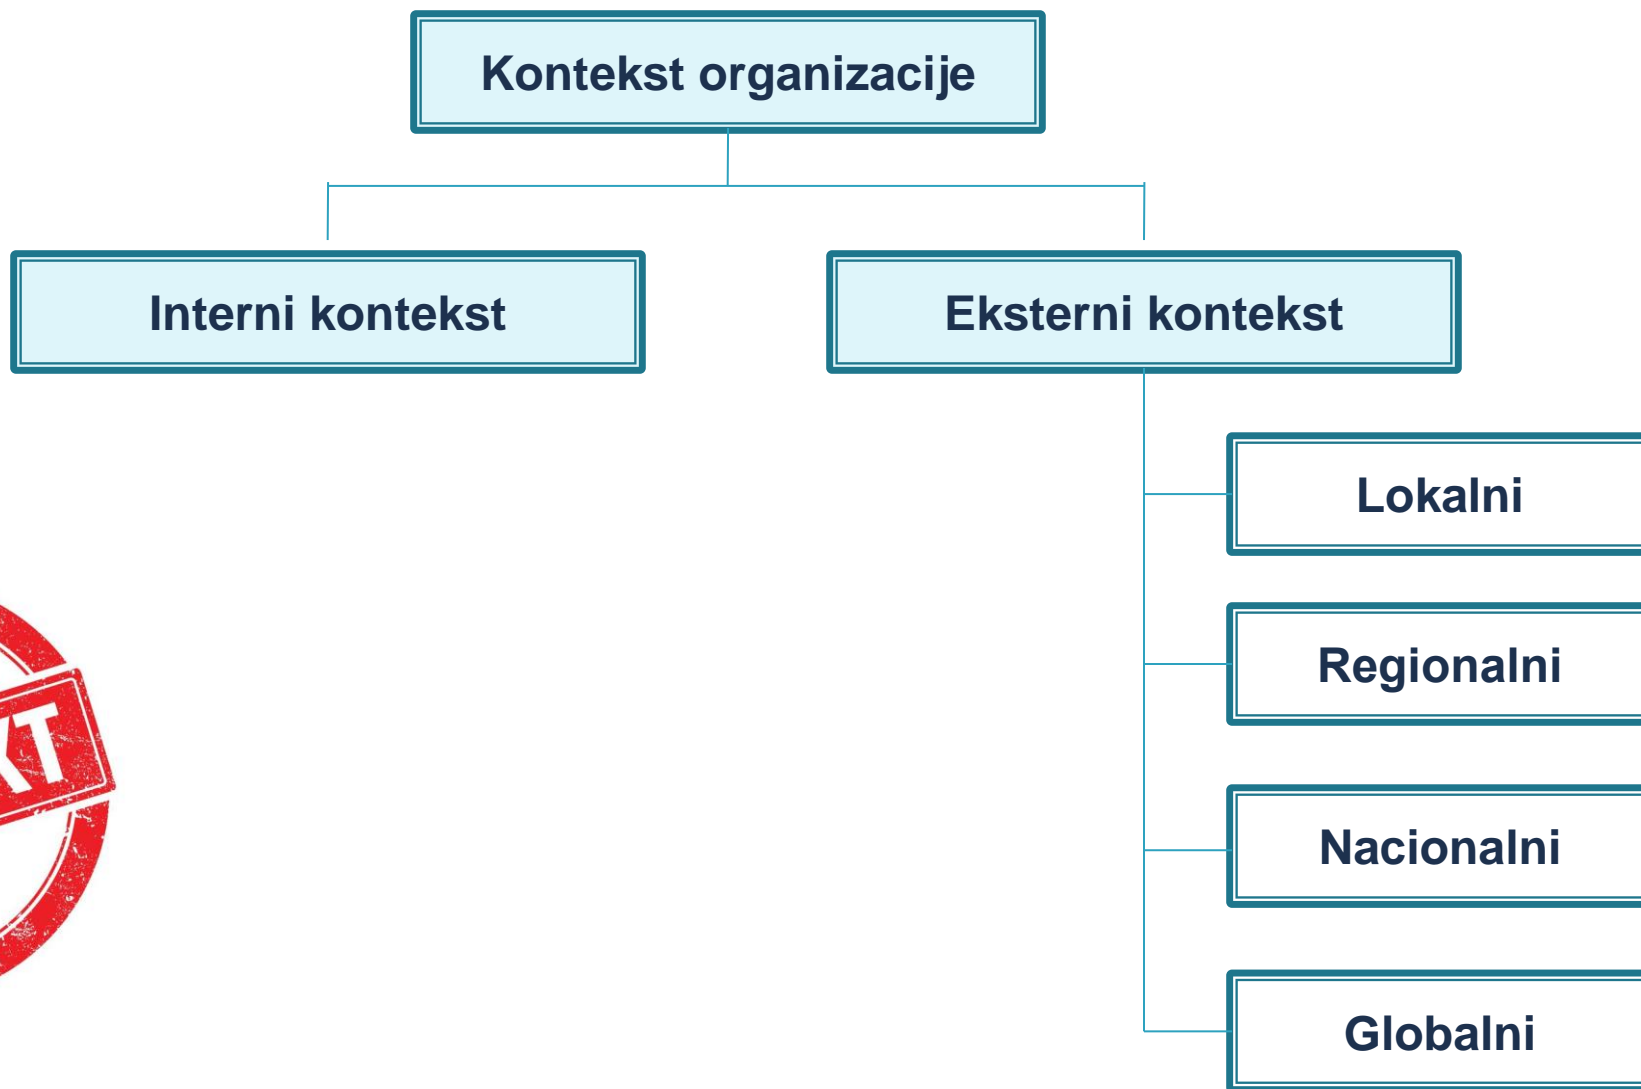 Kontekst organizacije
Interni kontekst
Eksterni kontekst
Lokalni
Regionalni
Nacionalni
Globalni